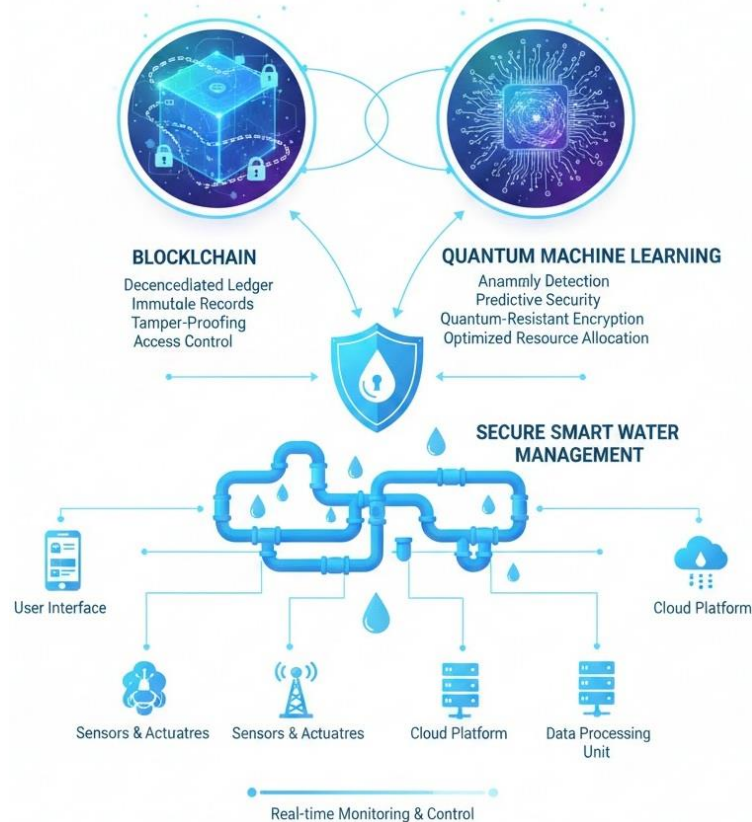 BLOCKLCHAIN
Decencediated Ledger
Immutale Records
Tamper-Proofing
Access Control
QUANTUM MACHINE LEARNING
Anammly Detection
Predictive Security
Quantum-Resistant Encryption
Optimized Resource Allocation
SECURE SMART WATER
MANAGEMENT
User Interface
Cloud Platform
Sensors & Actuatres
Sensors & Actuatres
Cloud Platform
Data Processing
Unit
Real-time Monitoring & Control